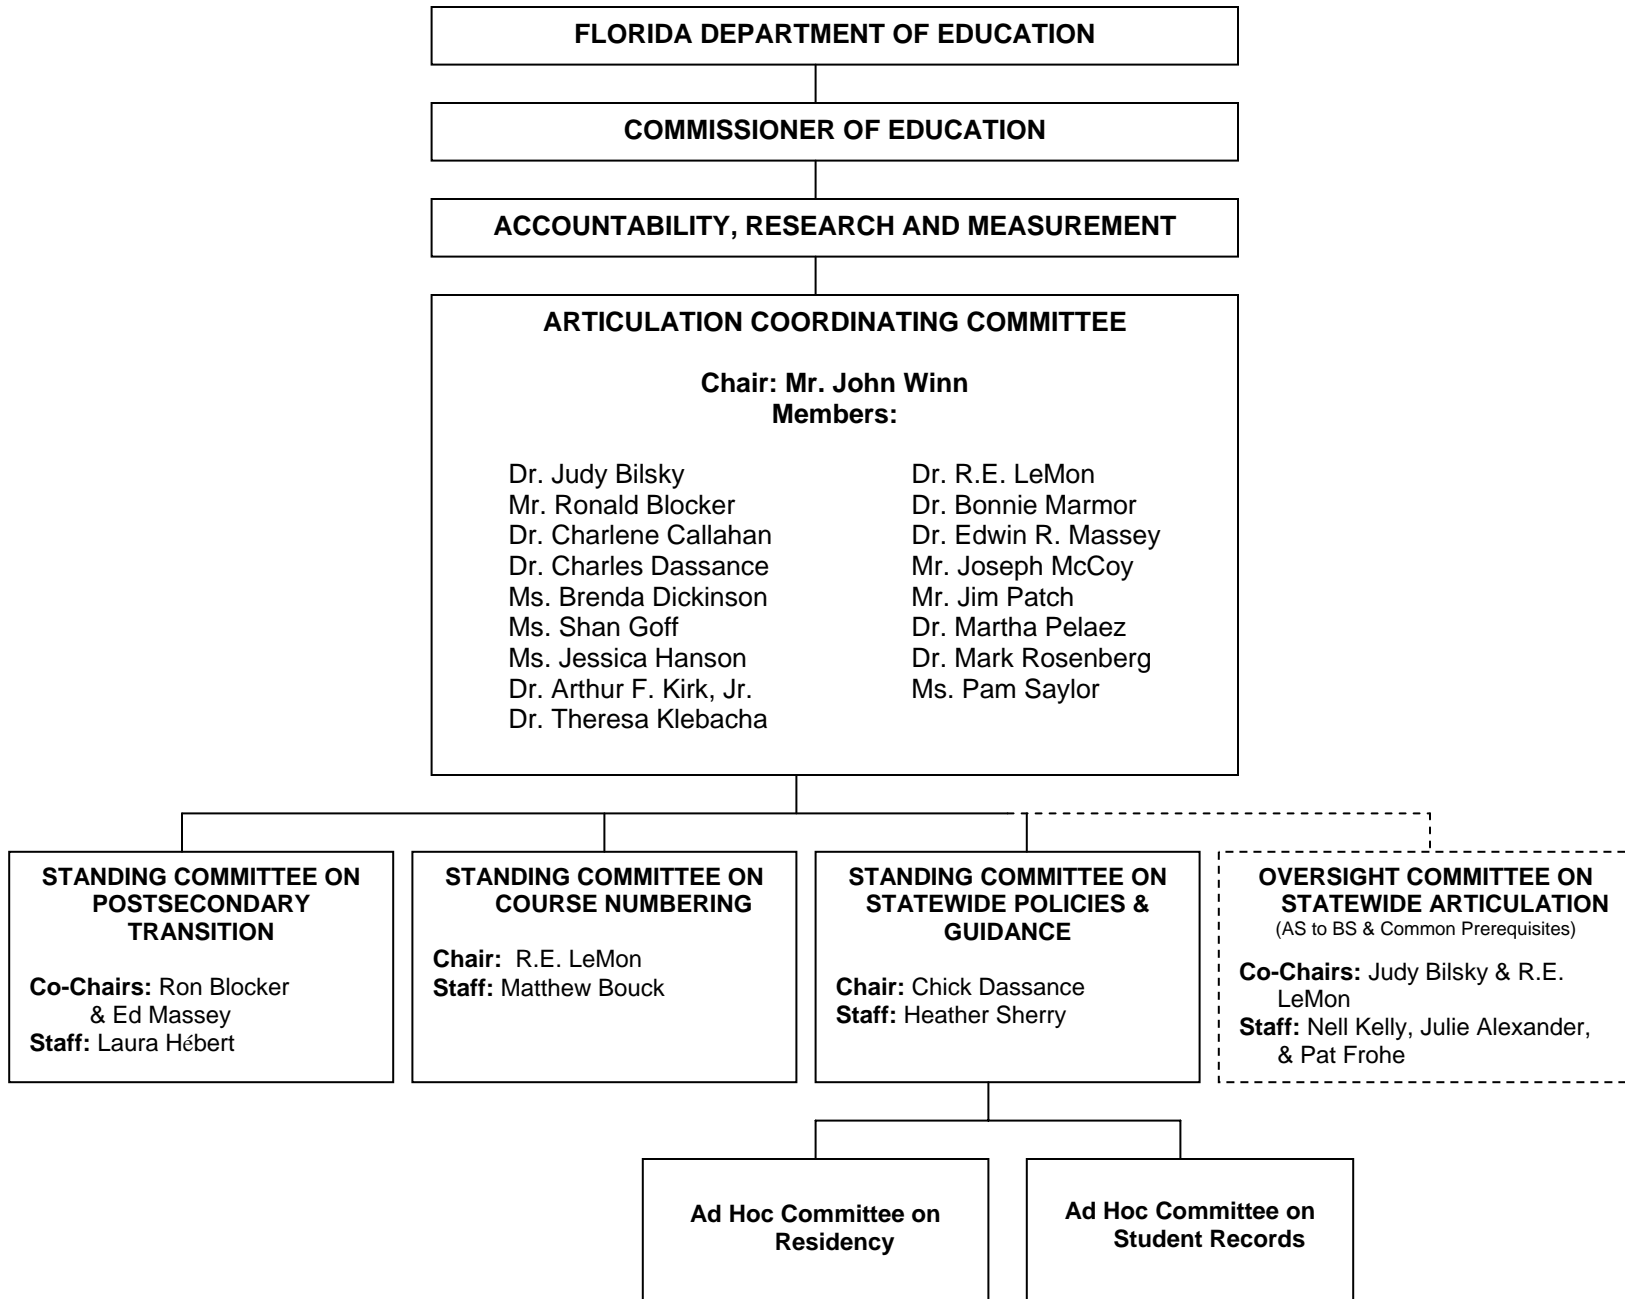 FLORIDA DEPARTMENT OF EDUCATION
COMMISSIONER OF EDUCATION
ACCOUNTABILITY, RESEARCH AND MEASUREMENT
ARTICULATION COORDINATING COMMITTEE
Chair: Mr. John Winn
Members:
Dr. Judy Bilsky
Mr. Ronald Blocker
Dr. Charlene Callahan
Dr. Charles Dassance
Ms. Brenda Dickinson
Ms. Shan Goff
Ms. Jessica Hanson
Dr. Arthur F. Kirk, Jr.
Dr. Theresa Klebacha
Dr. R.E. LeMon
Dr. Bonnie Marmor
Dr. Edwin R. Massey
Mr. Joseph McCoy
Mr. Jim Patch
Dr. Martha Pelaez
Dr. Mark Rosenberg
Ms. Pam Saylor
STANDING COMMITTEE ON
POSTSECONDARY
TRANSITION
Co-Chairs: Ron Blocker
& Ed Massey
Staff: Laura Hébert
STANDING COMMITTEE ON
COURSE NUMBERING
Chair: R.E. LeMon
Staff: Matthew Bouck
STANDING COMMITTEE ON
STATEWIDE POLICIES &
GUIDANCE
Chair: Chick Dassance
Staff: Heather Sherry
OVERSIGHT COMMITTEE ON
STATEWIDE ARTICULATION
(AS to BS & Common Prerequisites)
Co-Chairs: Judy Bilsky & R.E.
LeMon
Staff: Nell Kelly, Julie Alexander,
& Pat Frohe
Ad Hoc Committee on
Residency
Ad Hoc Committee on
Student Records